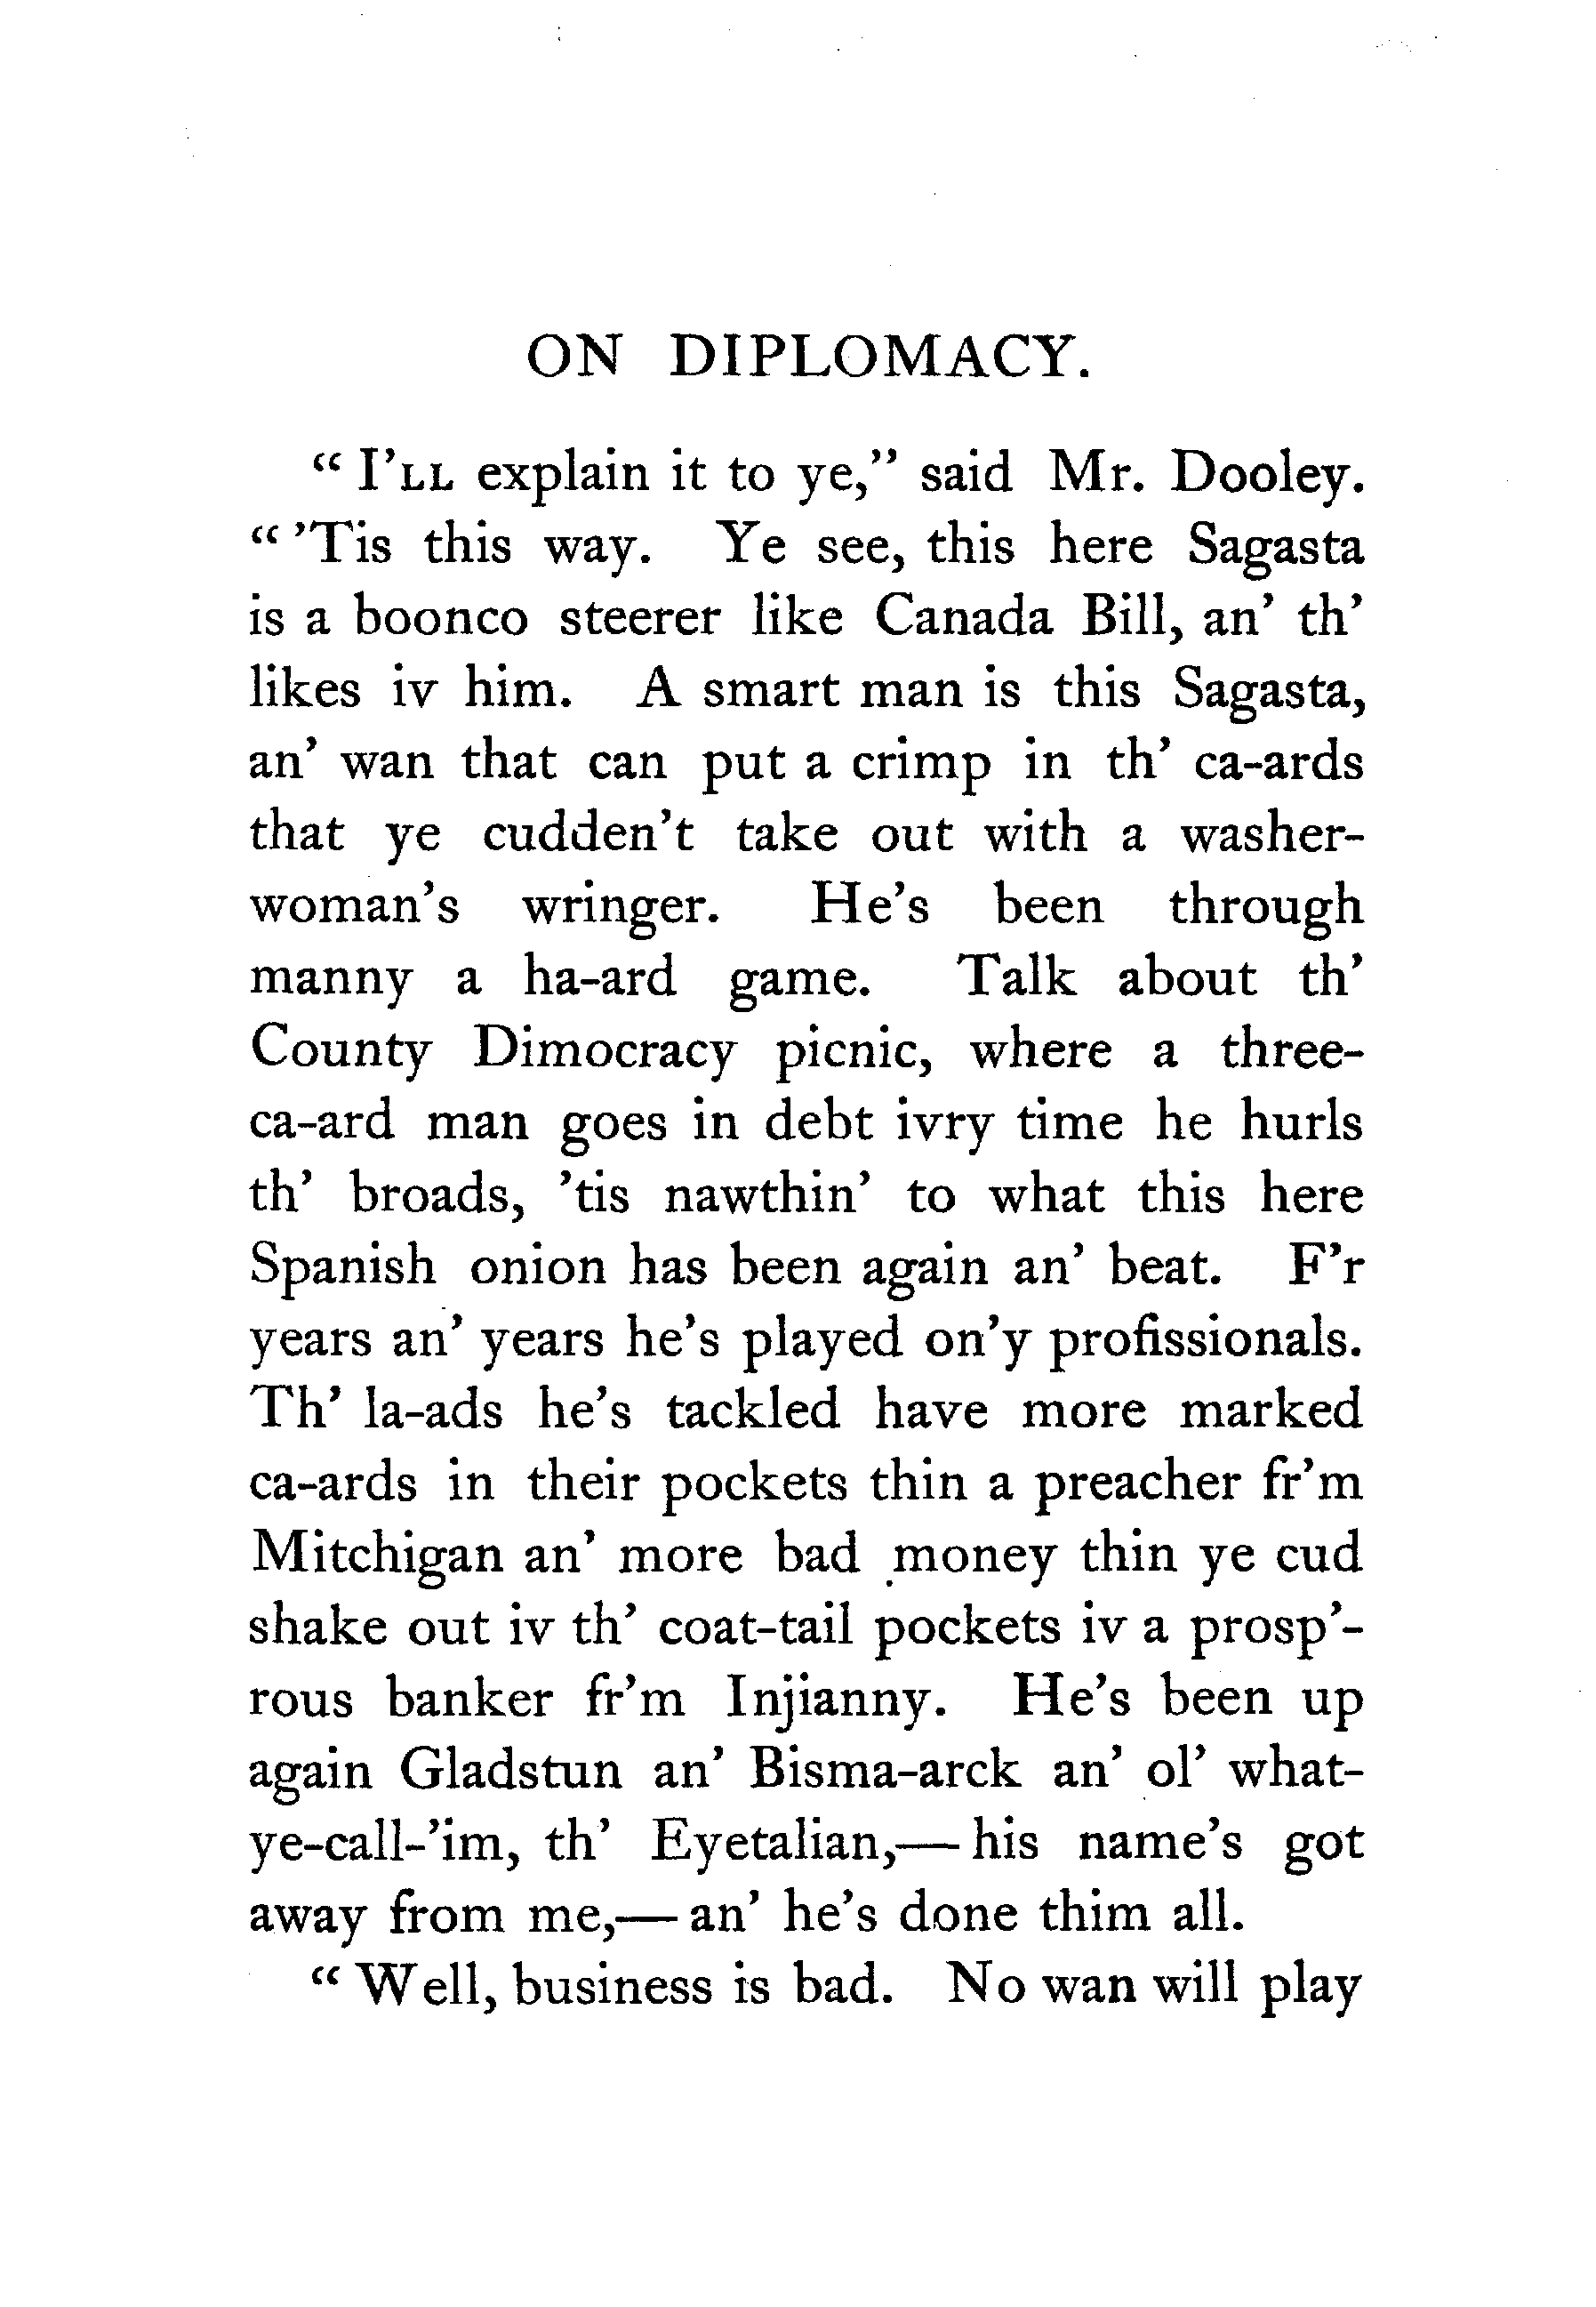 ON DIPLOMACY.
“ I’LL explain it to ye,” said Mr. Dooley.
“ ’Tis this way. Ye see, this here Sagasta
is a boonco steerer like Canada Bill, an’ th’
likes iv him. A smart man is this Sagasta,
an’ wan that can put a crimp in th’ ca-ards
that ye cudden’t take out with a washer-
woman’s wringer. He’s been through
manny a ha-ard game. Talk about th’
County Dimocracy picnic, where a three-
ca-ard man goes in debt ivry time he hurls
th’ broads, ’tis nawthin’ to what this here
Spanish onion has been again an’ beat. F’r
years an’ years he’s played on’y profissionals.
Th’ la-ads he’s tackled have more marked
ca-ards in their pockets thin a preacher fr’m
Mitchigan an’ more bad money thin ye cud
shake out iv th’ coat-tail pockets iv a prosp’-
rous banker fr’m Injianny. He’s been up
again Gladstun an’ Bisma-arck an’ ol’ what-
ye-call-’im, th’ Eyetalian,— his name’s got
away from me,— an’ he’s done thim all.
“ Well, business is bad. No wan will play